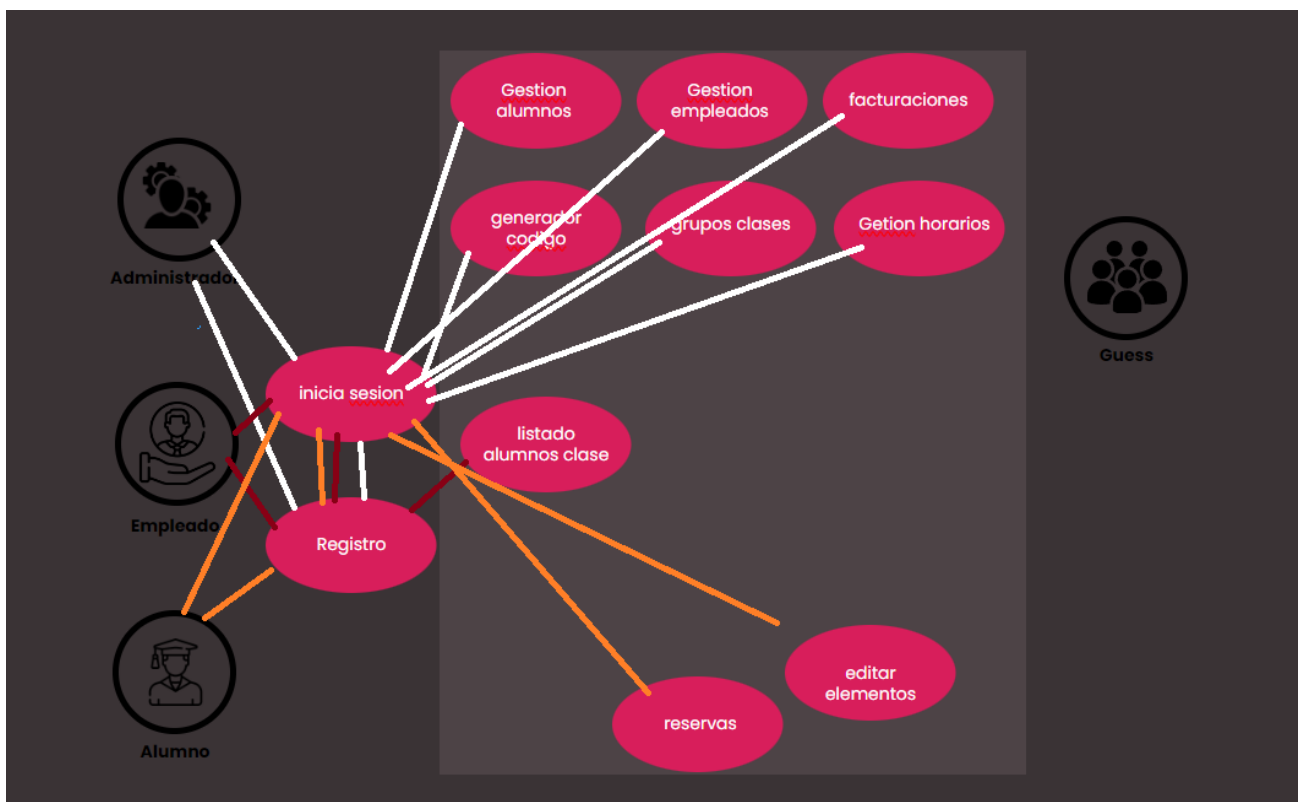 Gestion
alumnos
Gestion
empleados
facturaciones
generador
codigo
grupos clases
Getion horarios
Administrador
Guess
inicia sesion
listado
alumnos clase
Empleado
Registro
editar
elementos
reservas
Alumno